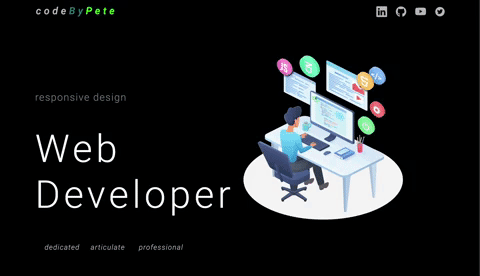 codeByPete
responsive design
Web
Developer
dedicated articulate professional